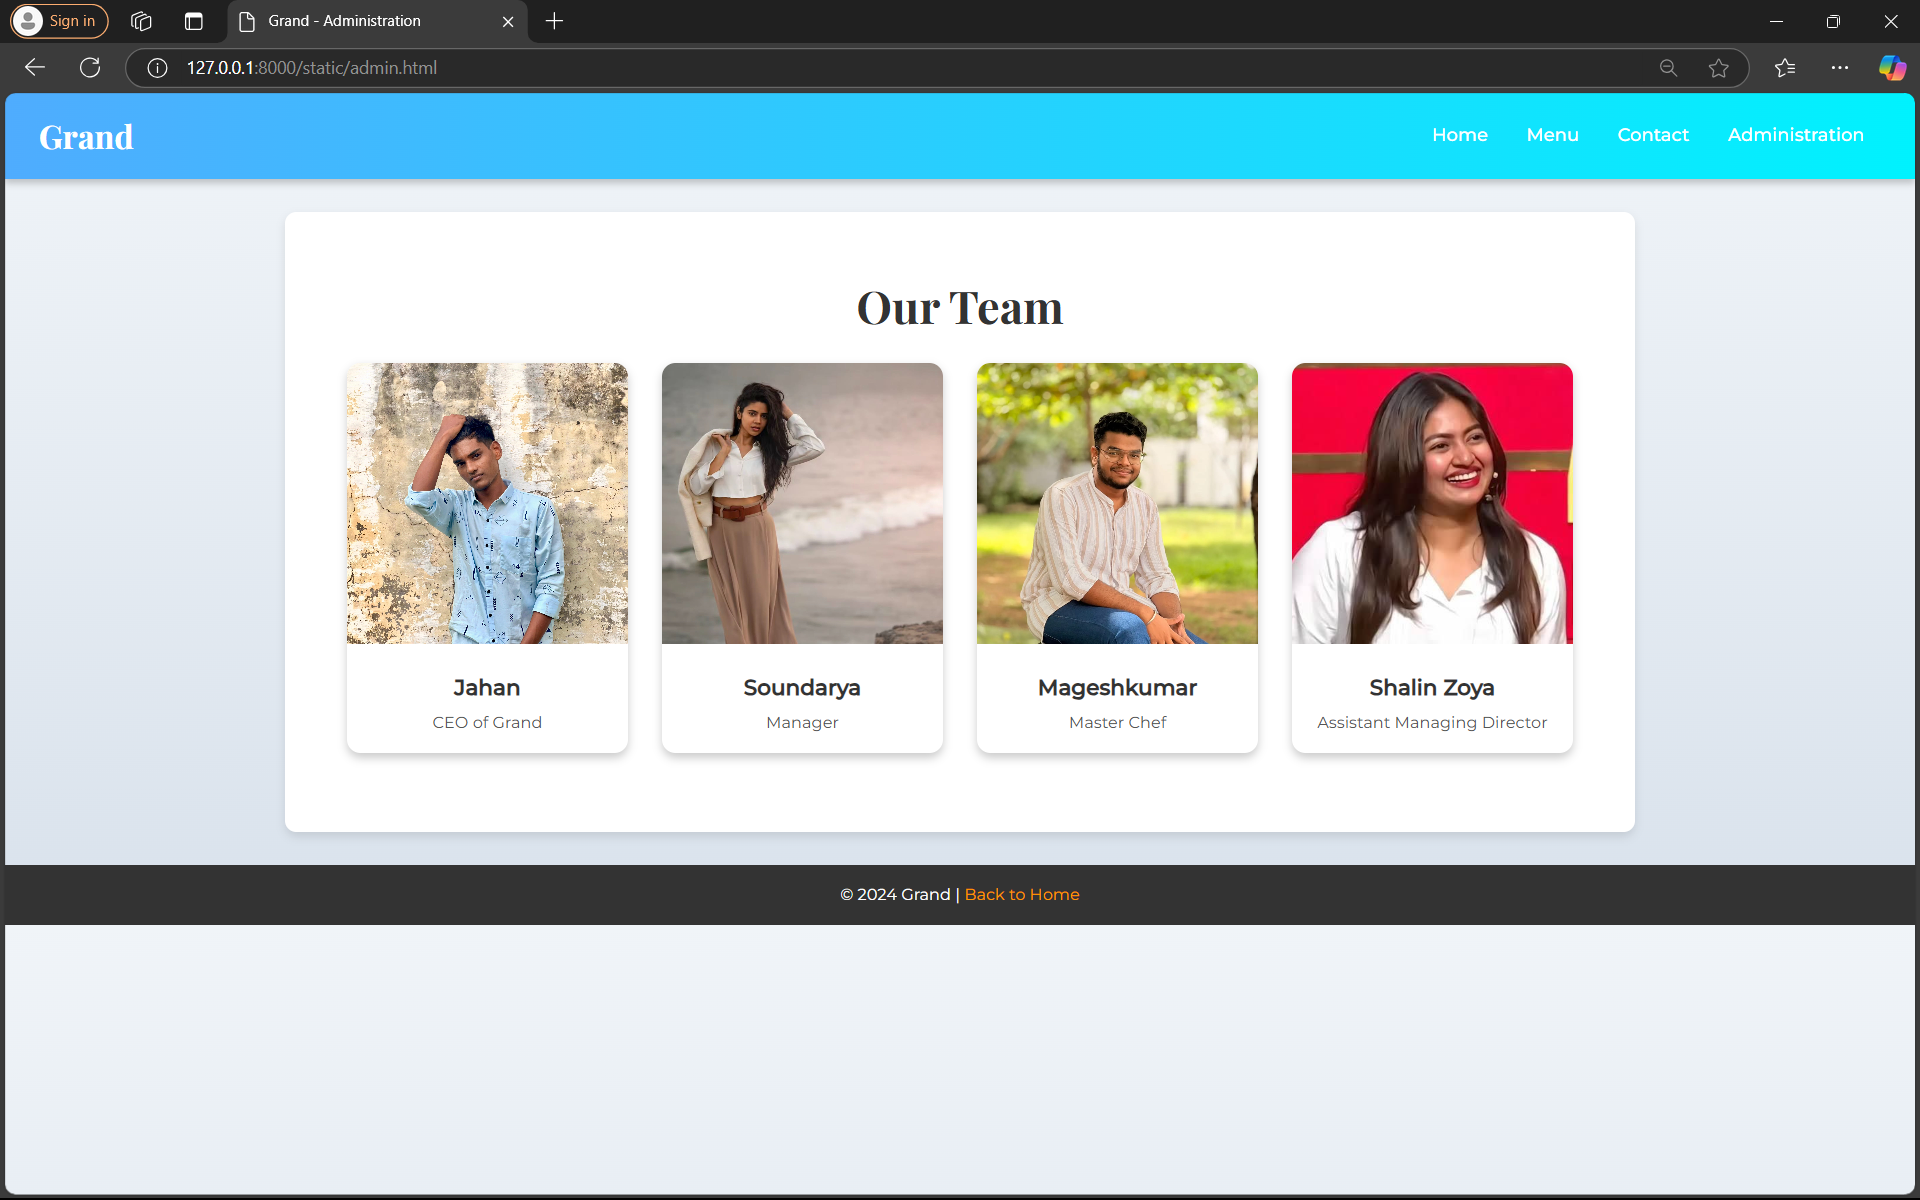 Sign in
Grand - Administration
127.0.0.1:8000/static/admin.html
Grand
Home Menu Contact Administration
Our Team
Jahan
CEO of Grand
Soundarya
Manager
Mageshkumar
Master Chef
Shalin Zoya
Assistant Managing Director
© 2024 Grand | Back to Home